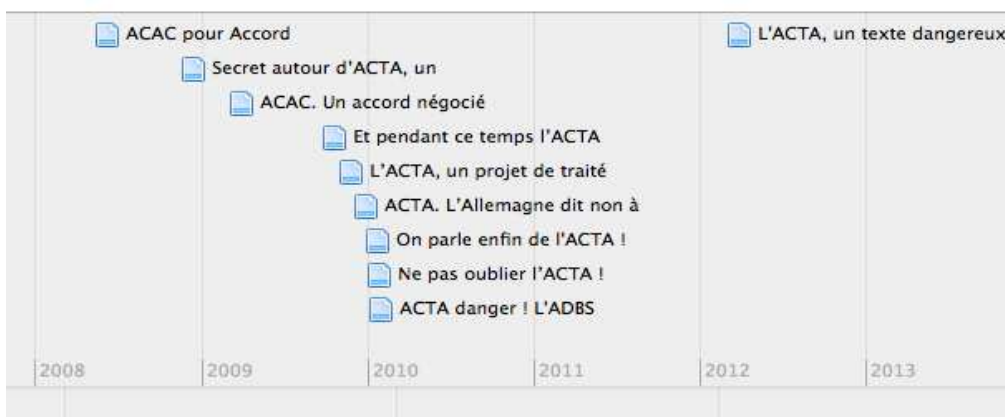 ACAC pour Accord
L'ACTA, un texte dangereux
Secret autour d'ACTA, un
ACAC. Un accord négocié
Et pendant ce temps l'ACTA
L'ACTA, un projet de traité
ACTA. L'Allemagne dit non à
On parle enfin de l'ACTA !
Ne pas oublier l'ACTA !
ACTA danger ! L'ADBS
2008
2009
2010
2011
2012
2013